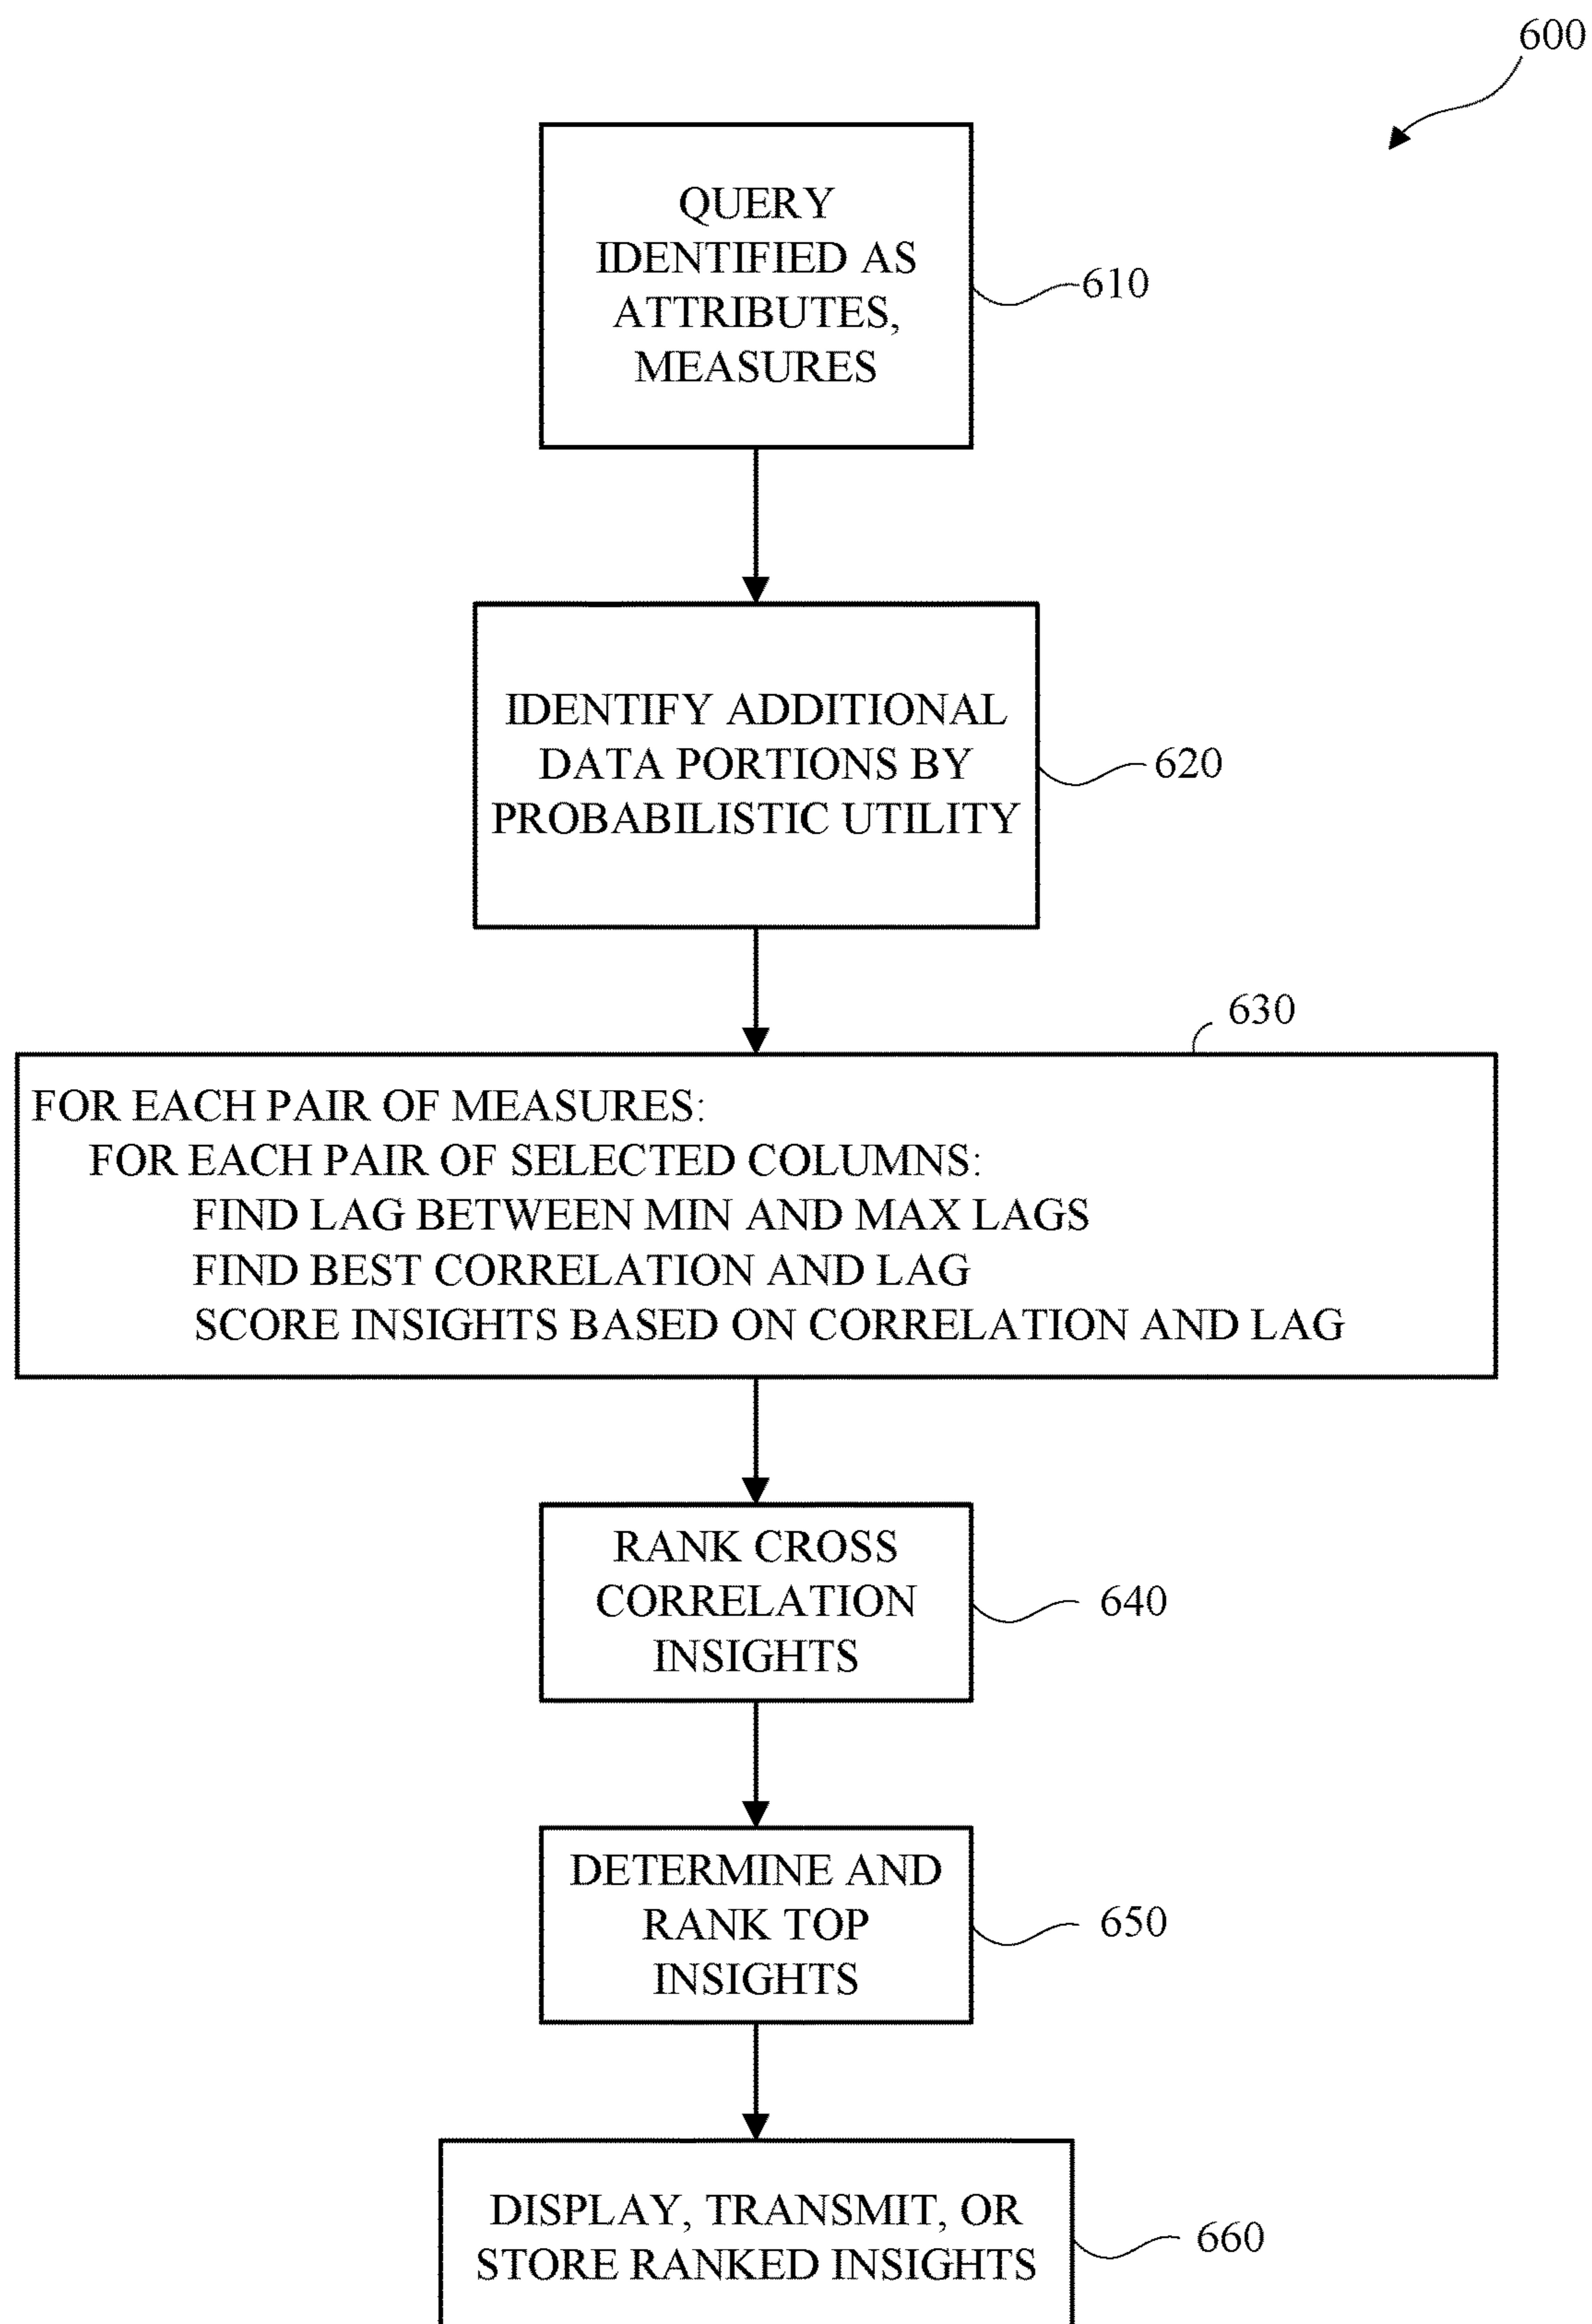 600
QUERY
IDENTIFIED AS
ATTRIBUTES,
MEASURES
610
IDENTIFY ADDITIONAL
DATA PORTIONS BY
PROBABILISTIC UTILITY
620
630
FOR EACH PAIR OF MEASURES:
FOR EACH PAIR OF SELECTED COLUMNS:
FIND LAG BETWEEN MIN AND MAX LAGS
FIND BEST CORRELATION AND LAG
SCORE INSIGHTS BASED ON CORRELATION AND LAG
RANK CROSS
CORRELATION
INSIGHTS
640
DETERMINE AND
RANK TOP
INSIGHTS
650
DISPLAY, TRANSMIT, OR
STORE RANKED INSIGHTS
660